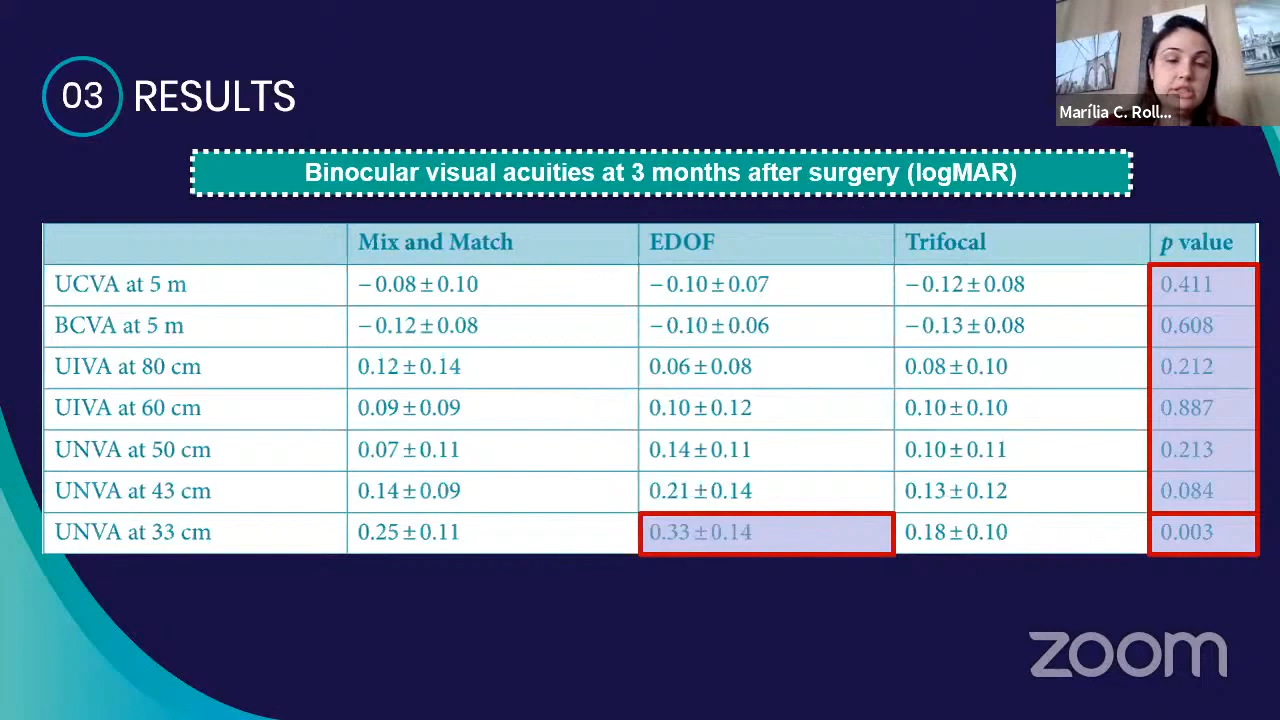 Marília C. Roll...
03 RESULTS
Binocular visual acuities at 3 months after surgery (logMAR)
Mix and Match EDOF Trifocal p value
UCVA at 5 m −0.08±0.10 −0.10±0.07 −0.12±0.08 0.411
BCVA at 5 m −0.12±0.08 −0.10±0.06 −0.13±0.08 0.608
UIVA at 80 cm 0.12±0.14 0.06±0.08 0.08±0.10 0.212
UIVA at 60 cm 0.09±0.09 0.10±0.12 0.10±0.10 0.887
UNVA at 50 cm 0.07±0.11 0.14±0.11 0.10±0.11 0.213
UNVA at 43 cm 0.14±0.09 0.21±0.14 0.13±0.12 0.084
UNVA at 33 cm 0.25±0.11 0.33±0.14 0.18±0.10 0.003
zoom